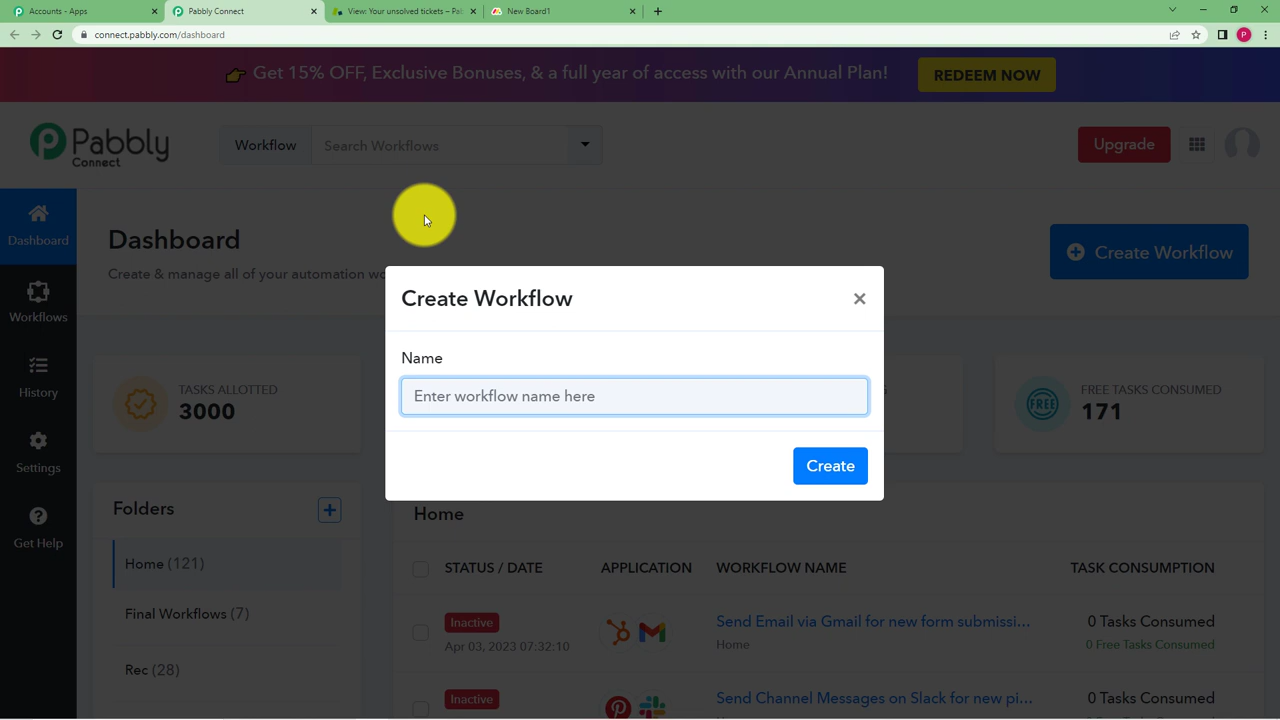 Accounts - Apps
Pabbly Connect
View: Your unsolved tickets – Pab
New Board1
connect.pabbly.com/dashboard
P
Get 15% OFF, Exclusive Bonuses, & a full year of access with our Annual Plan!
REDEEM NOW
Pabbly
Connect
Workflow
Search Workflows
Upgrade
Dashboard
Workflows
History
Settings
Get Help
Dashboard
Create & manage all of your automation wo
Create Workflow
Create Workflow
Name
Enter workflow name here
Create
TASKS ALLOTTED
3000
S
FREE
FREE TASKS CONSUMED
171
Folders
Home (121)
Final Workflows (7)
Rec (28)
Home
STATUS / DATE APPLICATION WORKFLOW NAME TASK CONSUMPTION
Inactive
Apr 03, 2023 07:32:10
Send Email via Gmail for new form submissi...
Home
0 Tasks Consumed
0 Free Tasks Consumed
Inactive
Send Channel Messages on Slack for new pi...
0 Tasks Consumed